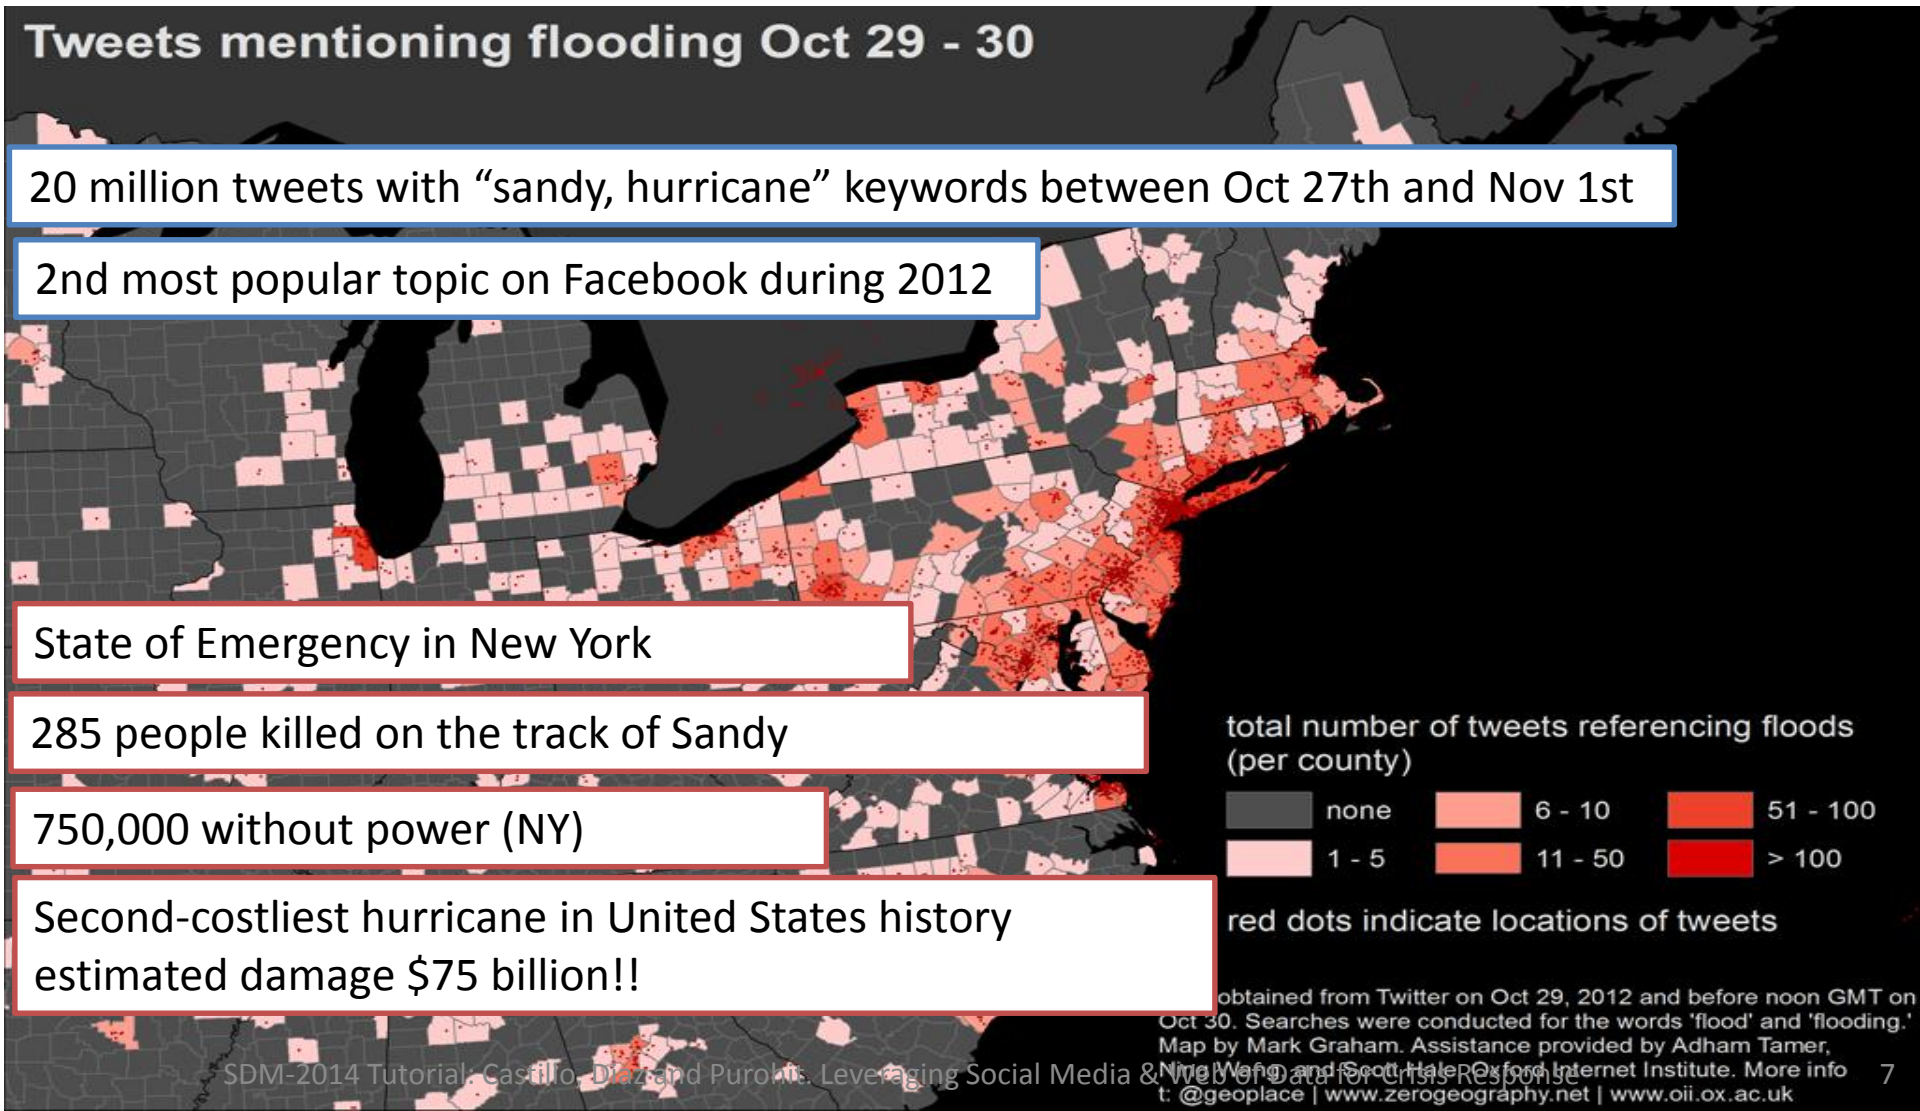 Tweets mentioning flooding Oct 29 - 30
20 million tweets with “sandy, hurricane” keywords between Oct 27th and Nov 1st
2nd most popular topic on Facebook during 2012
State of Emergency in New York
285 people killed on the track of Sandy
750,000 without power (NY)
Second-costliest hurricane in United States history
estimated damage $75 billion!!
total number of tweets referencing floods
(per county)
none 6 - 10 51 - 100
1 - 5 11 - 50 > 100
red dots indicate locations of tweets
obtained from Twitter on Oct 29, 2012 and before noon GMT on
Oct 30. Searches were conducted for the words 'flood' and 'flooding.'
Map by Mark Graham. Assistance provided by Adham Tamer,
Ning Wang, and Scott Hale, Oxford Internet Institute. More info
t: @geoplace | www.zerogeography.net | www.oii.ox.ac.uk
SDM-2014 Tutorial: Castillo, Diaz and Purohit. Leveraging Social Media & Web of Data for Crisis Response
7